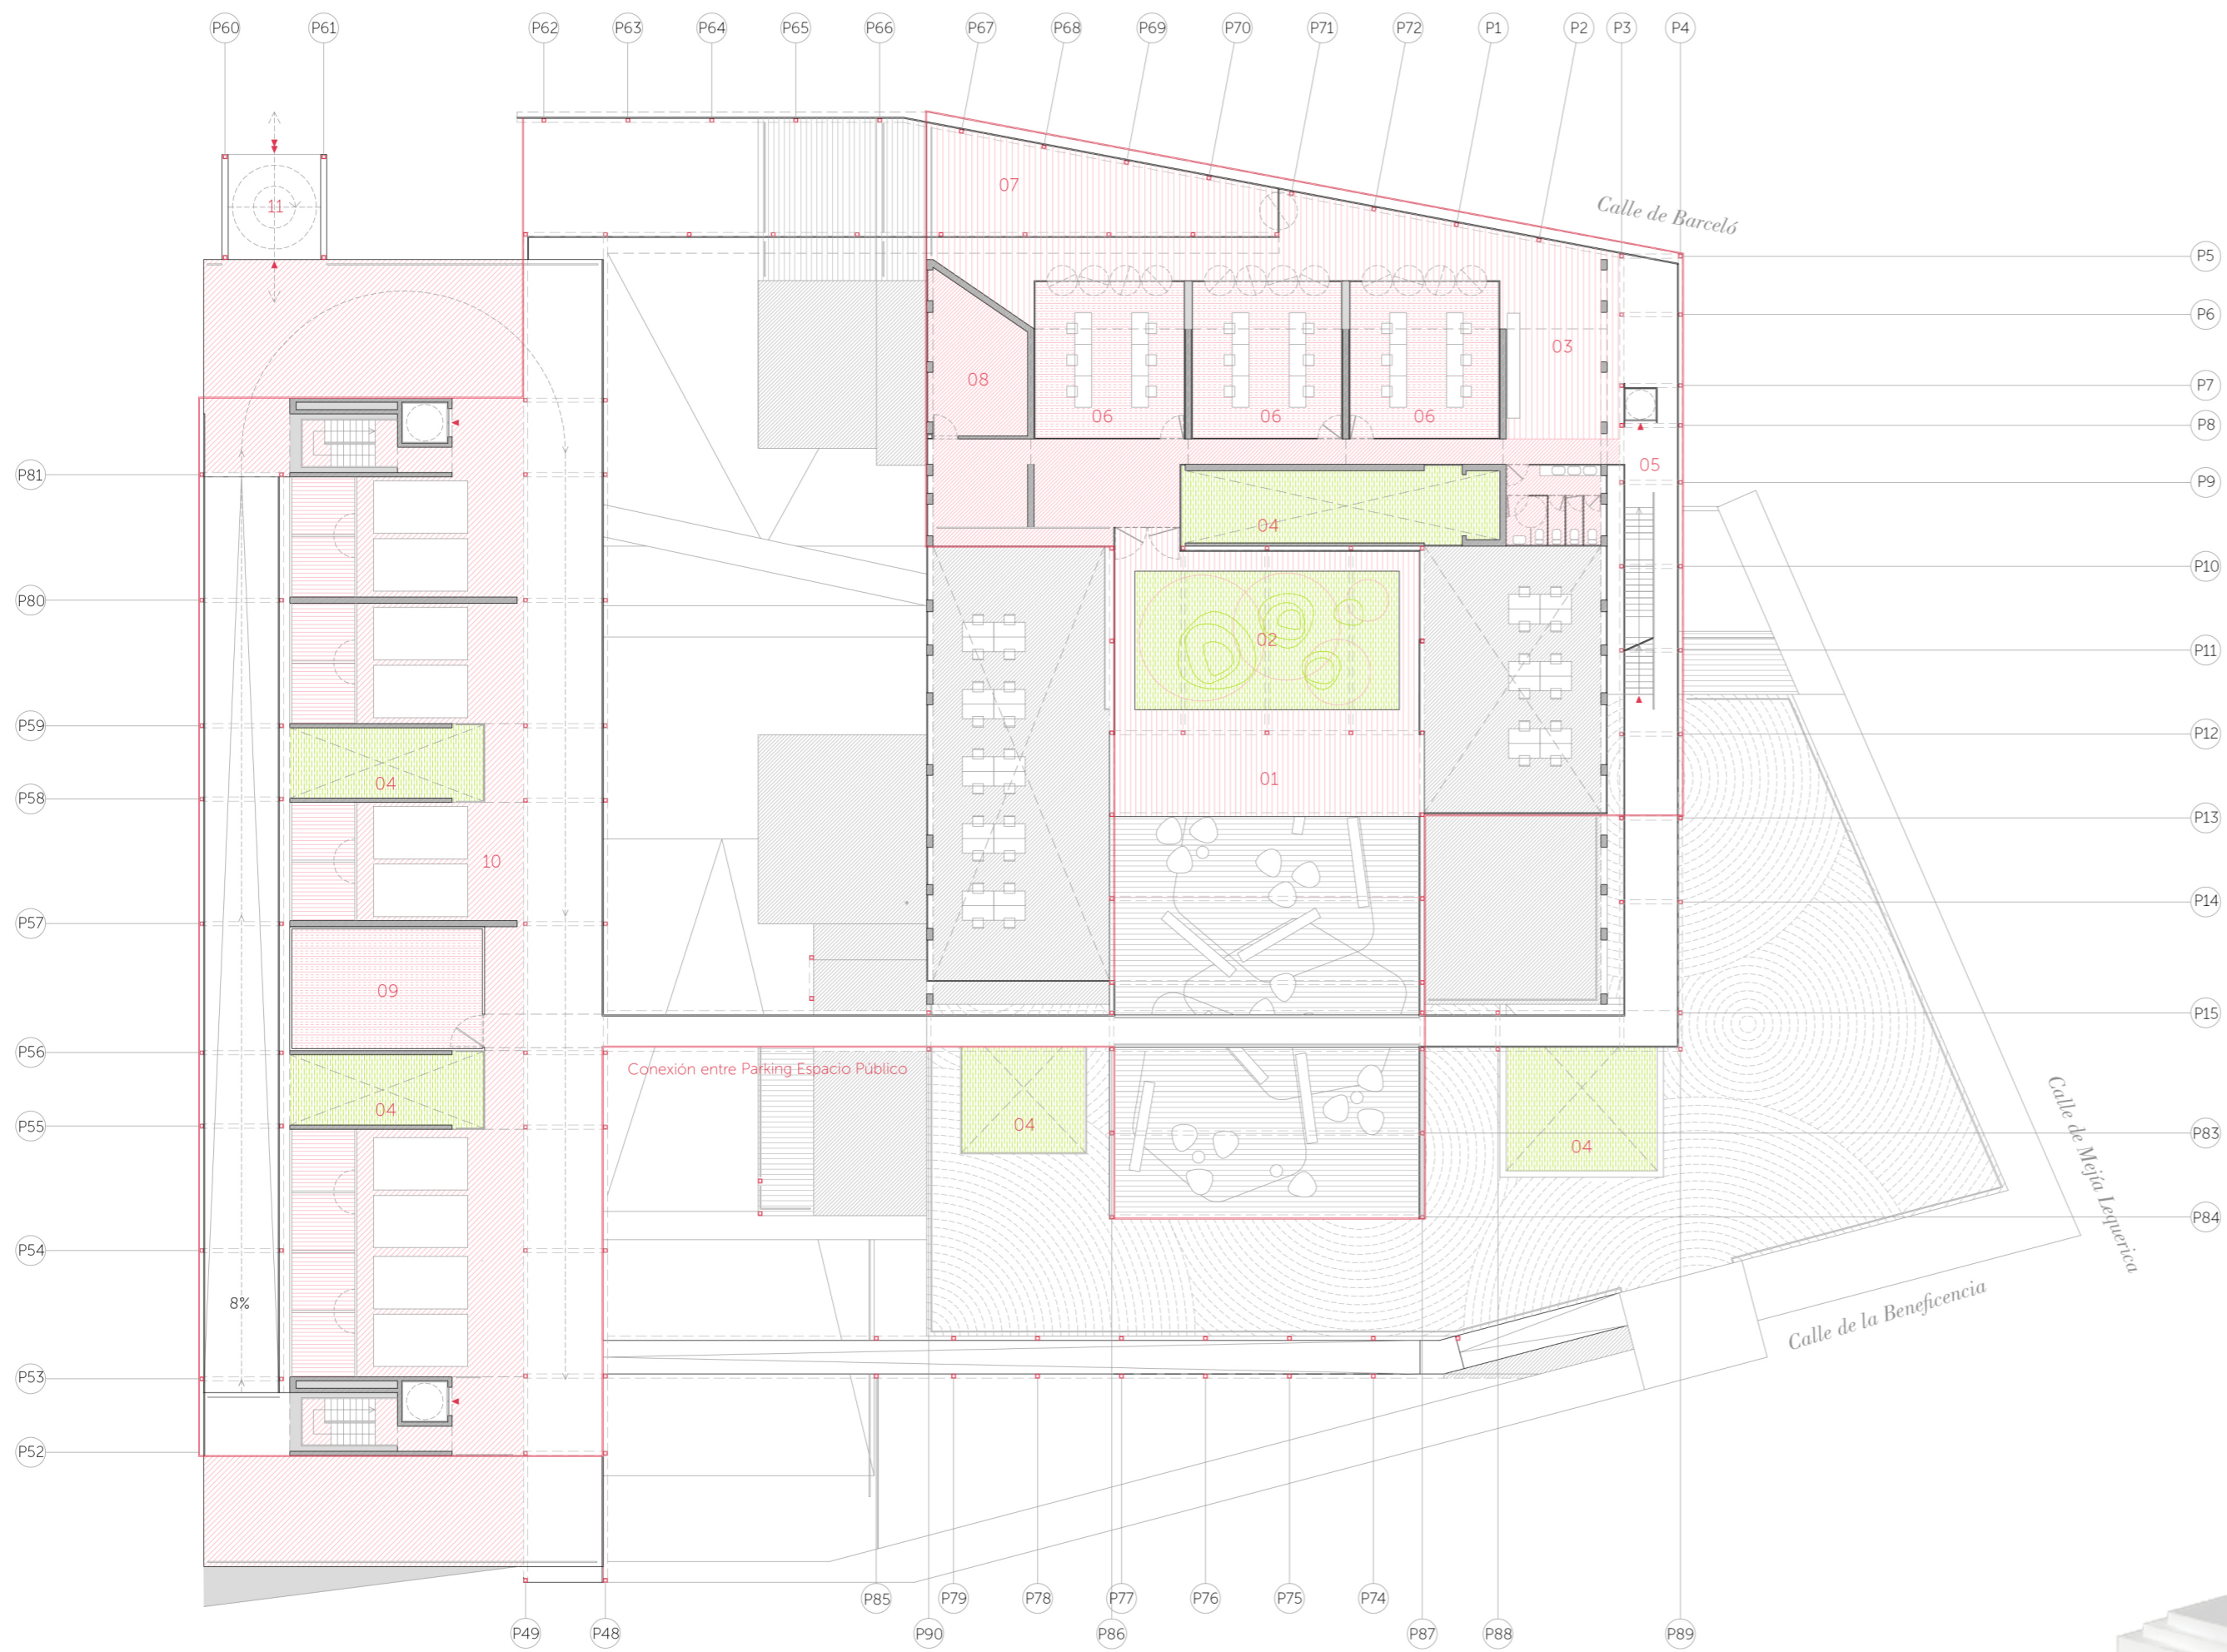 P60 P61 P62 P63 P64 P65 P66 P67 P68 P69 P70 P71 P72 P1 P2 P3 P4
Calle de Barceló
07
11
P5
P6
03
P7
08
06 06 06
P8
05
P81
P9
04
P10
P80
02
P11
P59
P12
01
04
P58
P13
10
P14
P57
09
P15
P56
Conexión entre Parking Espacio Público
04
04
04
P55
P83
Calle de Mejía Lequerica
P84
P54
8%
Calle de la Beneficencia
P53
P52
P85 P79 P78 P77 P76 P75 P74
P49 P48 P90 P86 P87 P88 P89